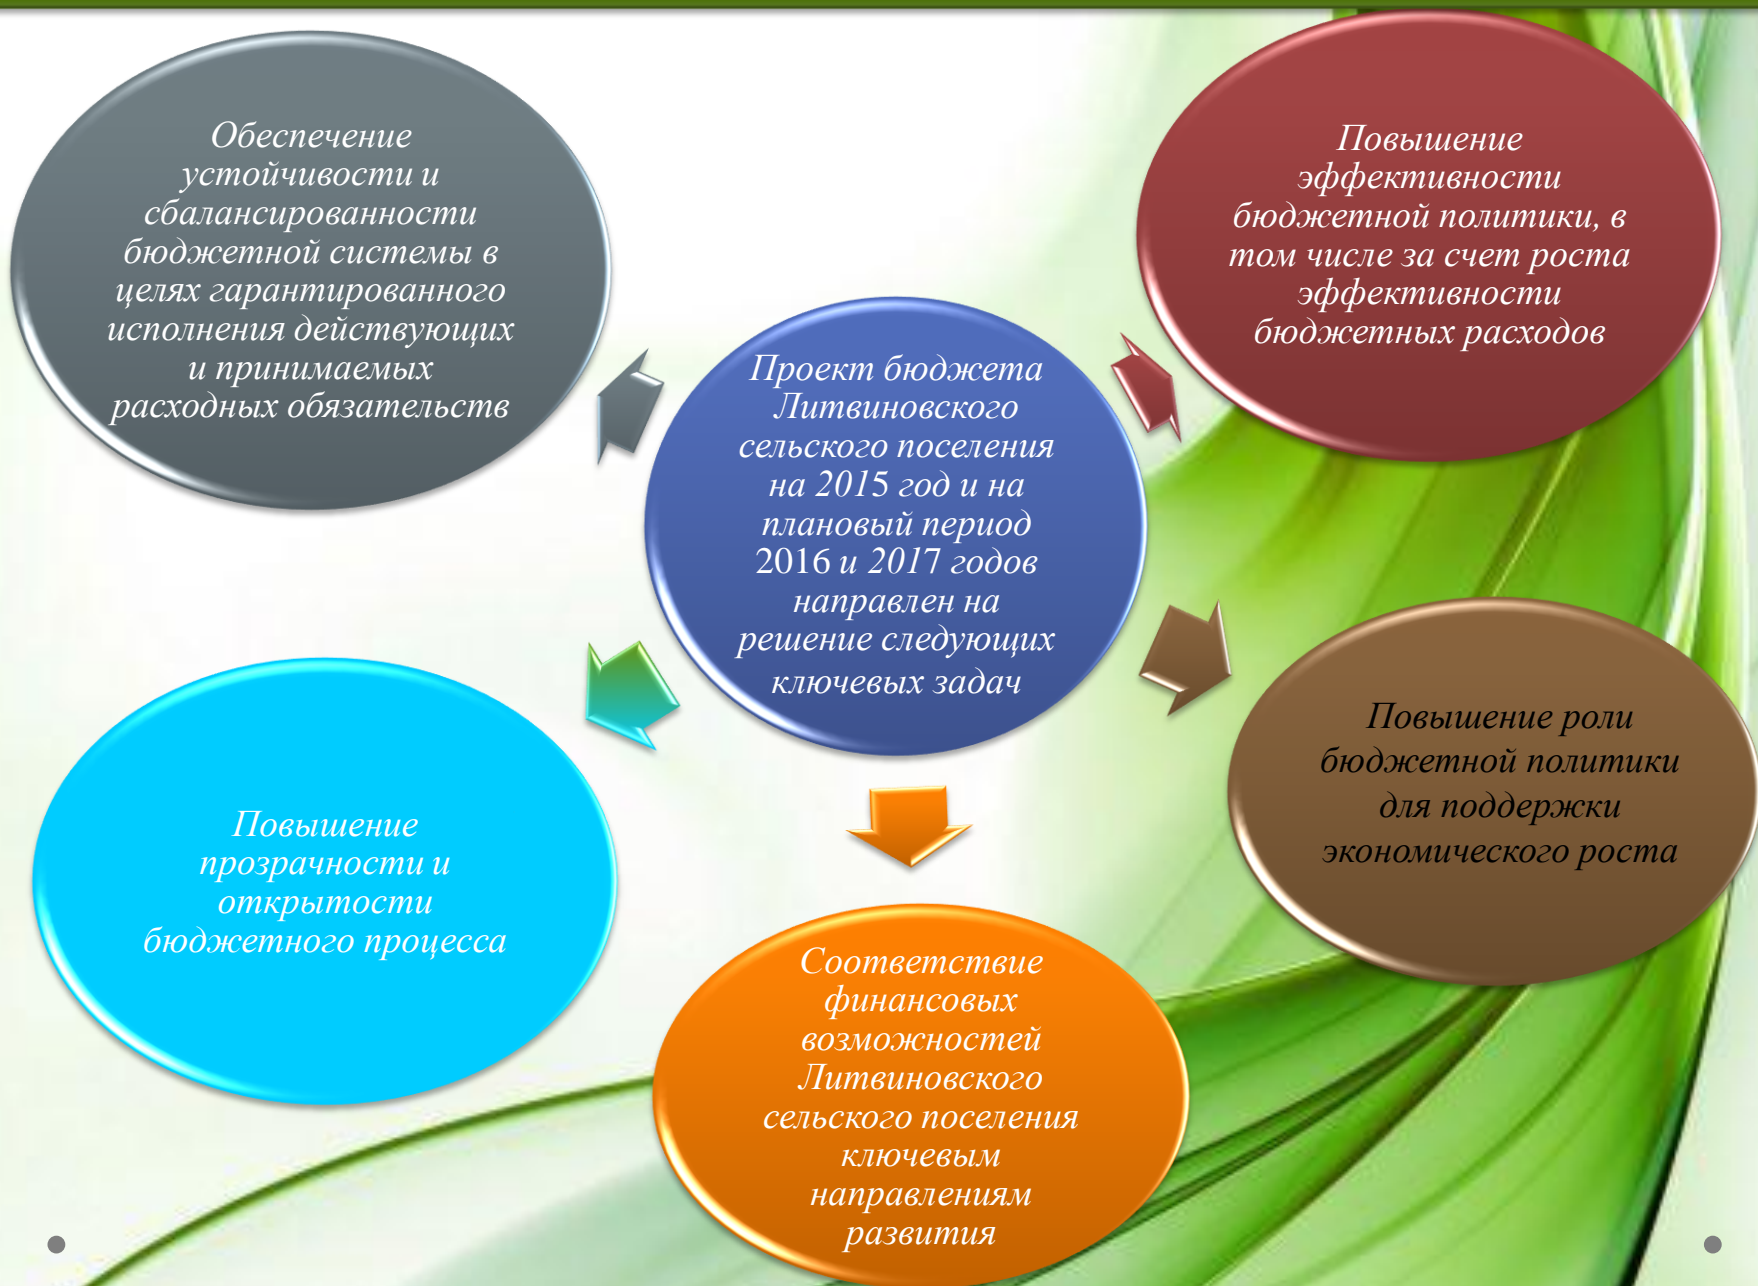 Обеспечение
устойчивости и
сбалансированности
бюджетной системы в
целях гарантированного
исполнения действующих
и принимаемых
расходных обязательств
Повышение
эффективности
бюджетной политики, в
том числе за счет роста
эффективности
бюджетных расходов
Проект бюджета
Литвиновского
сельского поселения
на 2015 год и на
плановый период
2016 и 2017 годов
направлен на
решение следующих
ключевых задач
Повышение роли
бюджетной политики
для поддержки
экономического роста
Повышение
прозрачности и
открытости
бюджетного процесса
Соответствие
финансовых
возможностей
Литвиновского
сельского поселения
ключевым
направлениям
развития